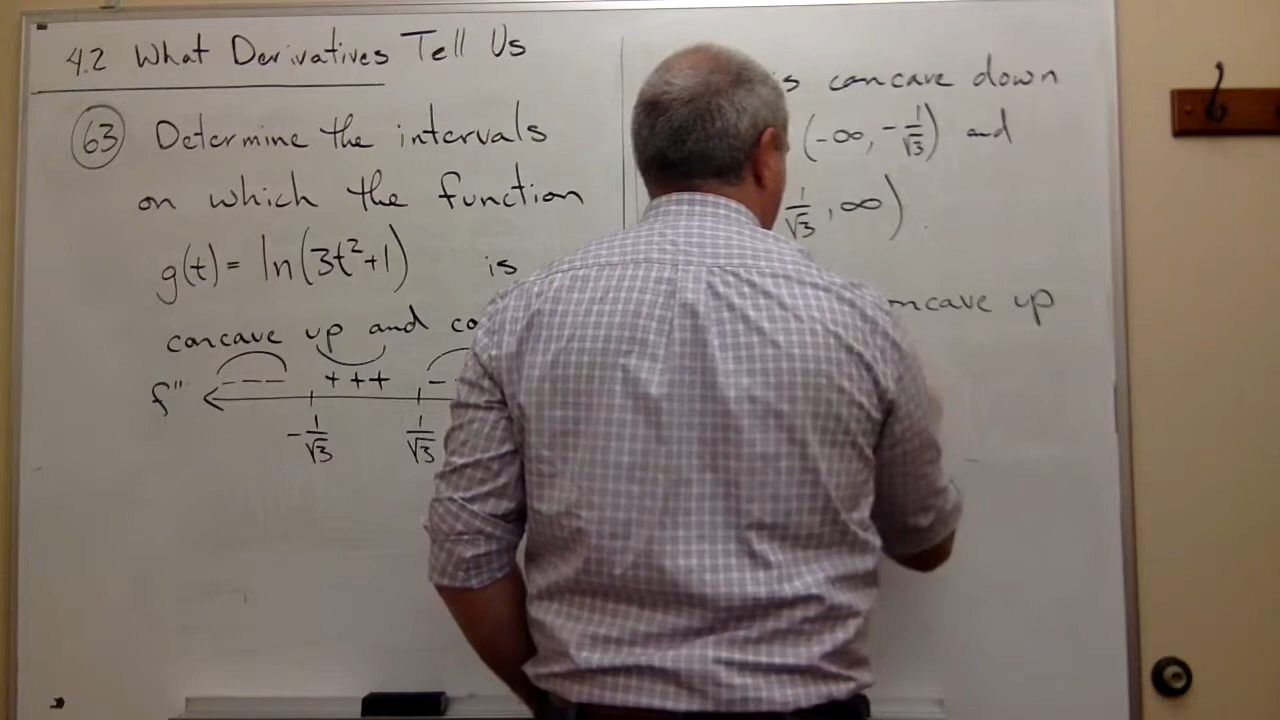 4.2 What Derivatives Tell Us
63 Determine the intervals
on which the function
g(t) = ln(3t²+1) is
concave up and co
--- +++ -
f''
-1/√3 1/√3
s concave down
(-∞, -1/√3) and
1/√3, ∞)
ncave up